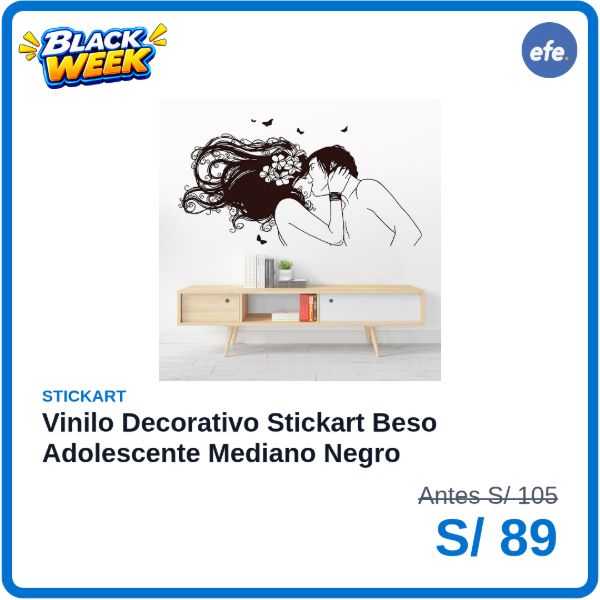 BLACK
WEEK
efe.
STICKART
Vinilo Decorativo Stickart Beso
Adolescente Mediano Negro
Antes S/ 105
S/ 89